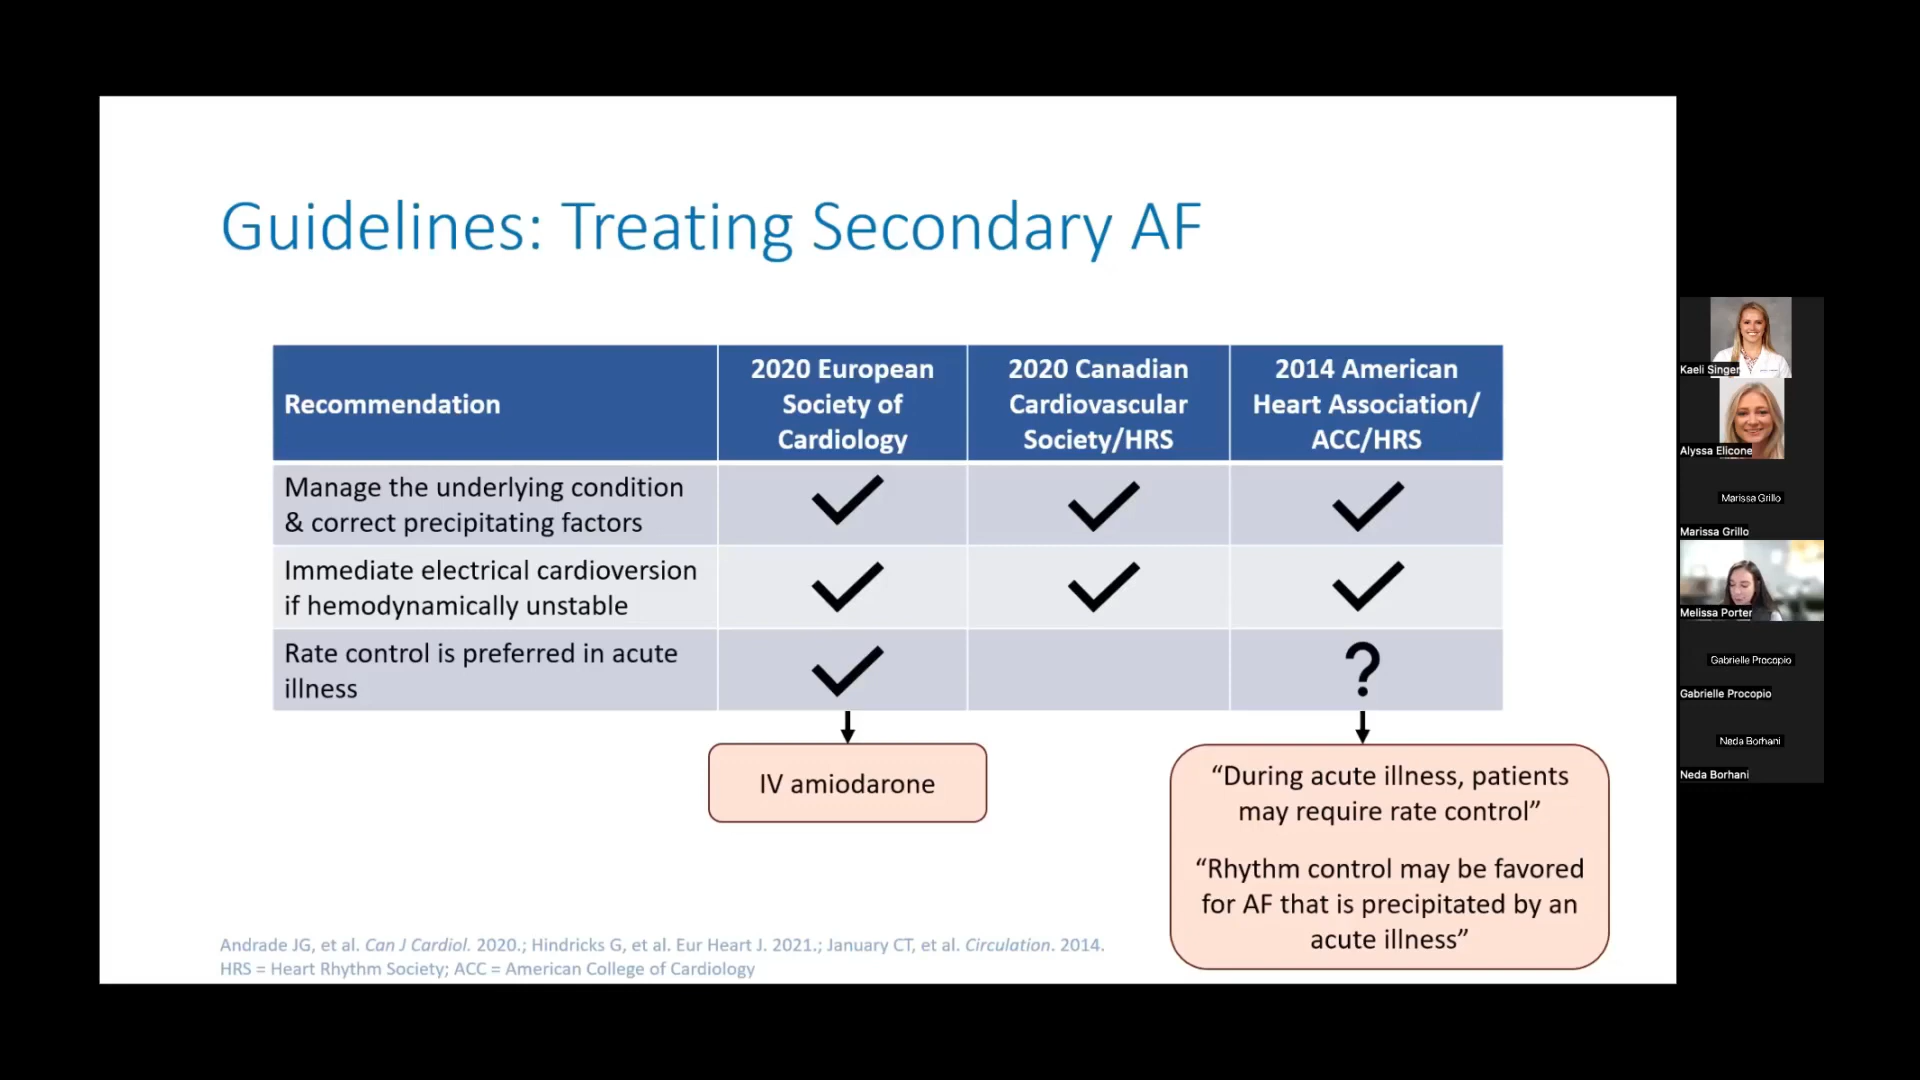 Guidelines: Treating Secondary AF
Recommendation
2020 European
Society of
Cardiology
2020 Canadian
Cardiovascular
Society/HRS
2014 American
Heart Association/
ACC/HRS
Manage the underlying condition
& correct precipitating factors
Immediate electrical cardioversion
if hemodynamically unstable
Rate control is preferred in acute
illness
?
IV amiodarone
“During acute illness, patients
may require rate control”
“Rhythm control may be favored
for AF that is precipitated by an
acute illness”
Andrade JG, et al. Can J Cardiol. 2020.; Hindricks G, et al. Eur Heart J. 2021.; January CT, et al. Circulation. 2014.
HRS = Heart Rhythm Society; ACC = American College of Cardiology
Kaeli Singer
Alyssa Elicone
Marissa Grillo
Marissa Grillo
Melissa Porter
Gabrielle Procopio
Gabrielle Procopio
Neda Borhani
Neda Borhani